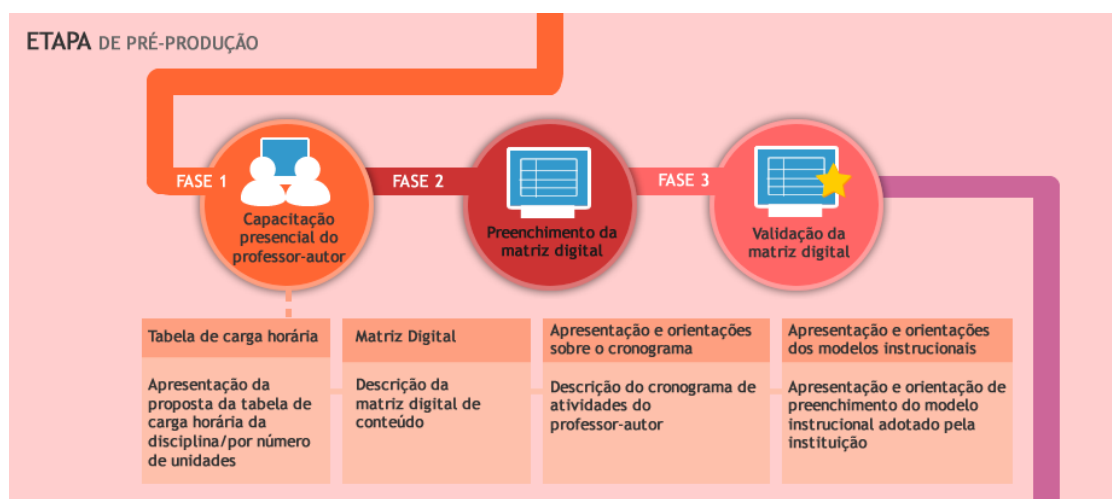 ETAPA DE PRÉ-PRODUÇÃO
FASE 1
Capacitação
presencial do
professor-autor
FASE 2
Preenchimento da
matriz digital
FASE 3
Validação da
matriz digital
Tabela de carga horária
Apresentação da
proposta da tabela de
carga horária da
disciplina/por número
de unidades
Matriz Digital
Descrição da
matriz digital de
conteúdo
Apresentação e orientações
sobre o cronograma
Descrição do cronograma de
atividades do
professor-autor
Apresentação e orientações
dos modelos instrucionais
Apresentação e orientação de
preenchimento do modelo
instrucional adotado pela
instituição